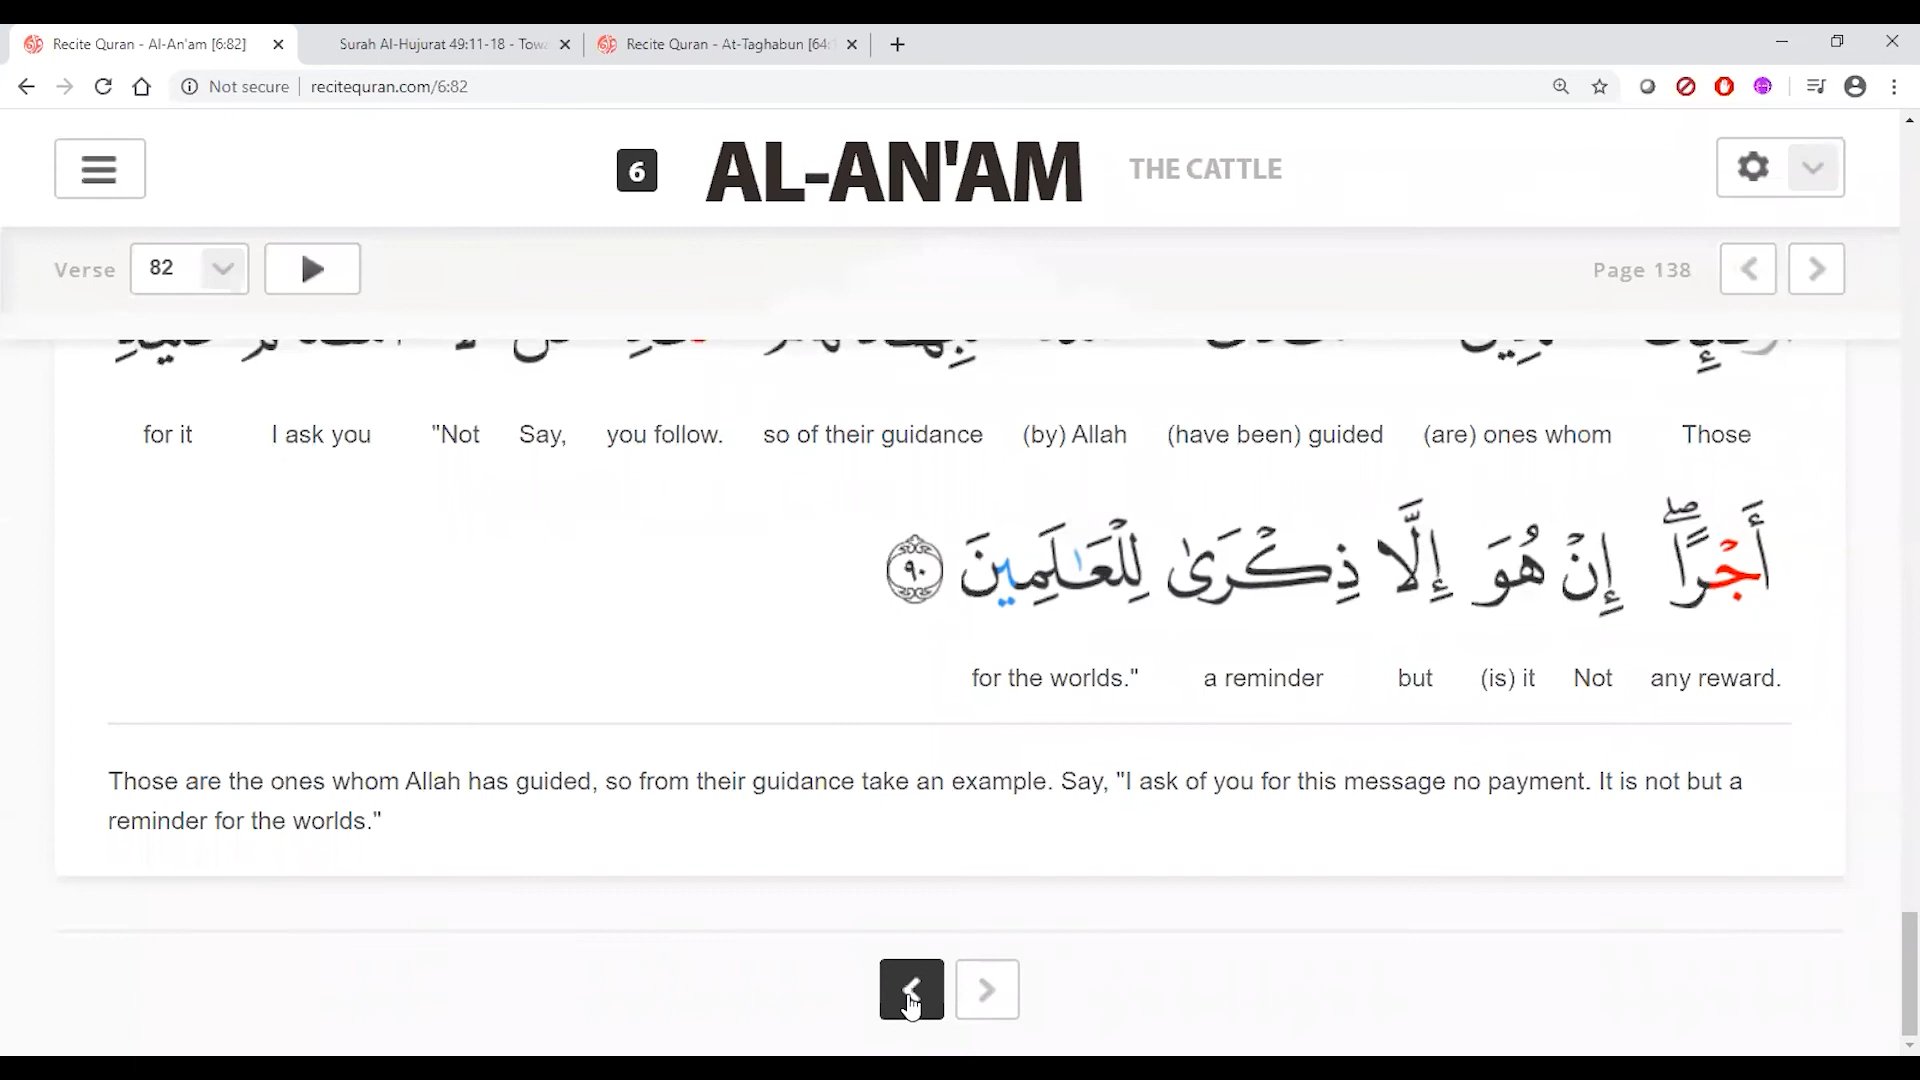 Recite Quran - Al-An'am [6:82]
Surah Al-Hujurat 49:11-18 - Towa
Recite Quran - At-Taghabun [64:1
Not secure
recitequran.com/6:82
6
AL-AN'AM
THE CATTLE
Verse
82
Page 138
for it I ask you "Not Say, you follow. so of their guidance (by) Allah (have been) guided (are) ones whom Those
أَجْرًا ۖ إِنْ هُوَ إِلَّا ذِكْرَىٰ لِلْعَالَمِينَ ٩٠
for the worlds." a reminder but (is) it Not any reward.
Those are the ones whom Allah has guided, so from their guidance take an example. Say, "I ask of you for this message no payment. It is not but a
reminder for the worlds."